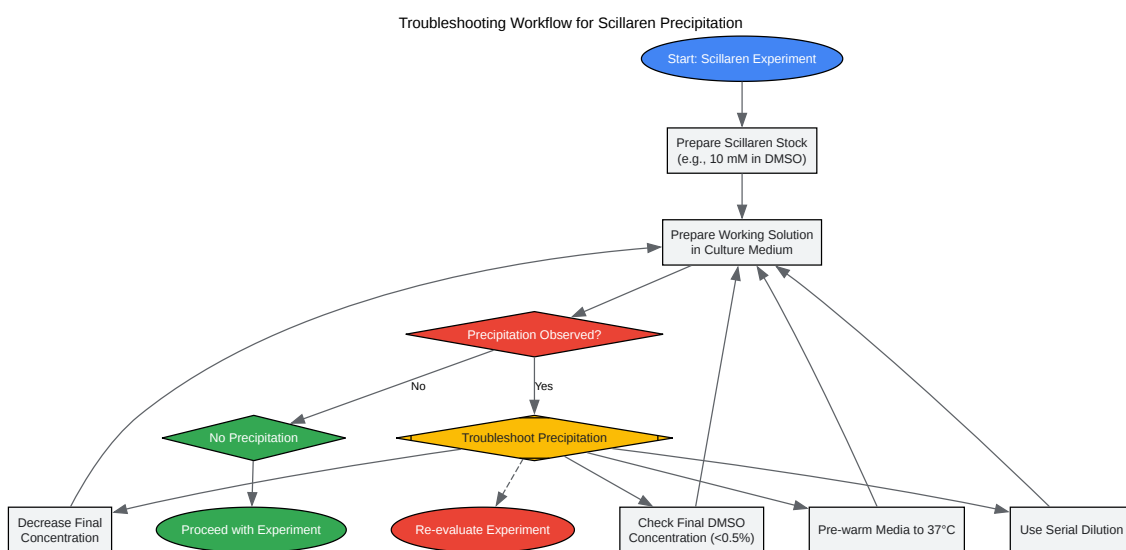 Troubleshooting Workflow for Scillaren Precipitation
Start: Scillaren Experiment
Prepare Scillaren Stock
(e.g., 10 mM in DMSO)
Prepare Working Solution
in Culture Medium
Precipitation Observed?
No
Yes
No Precipitation
Troubleshoot Precipitation
Decrease Final
Concentration
Proceed with Experiment
Re-evaluate Experiment
Check Final DMSO
Concentration (<0.5%)
Pre-warm Media to 37°C
Use Serial Dilution